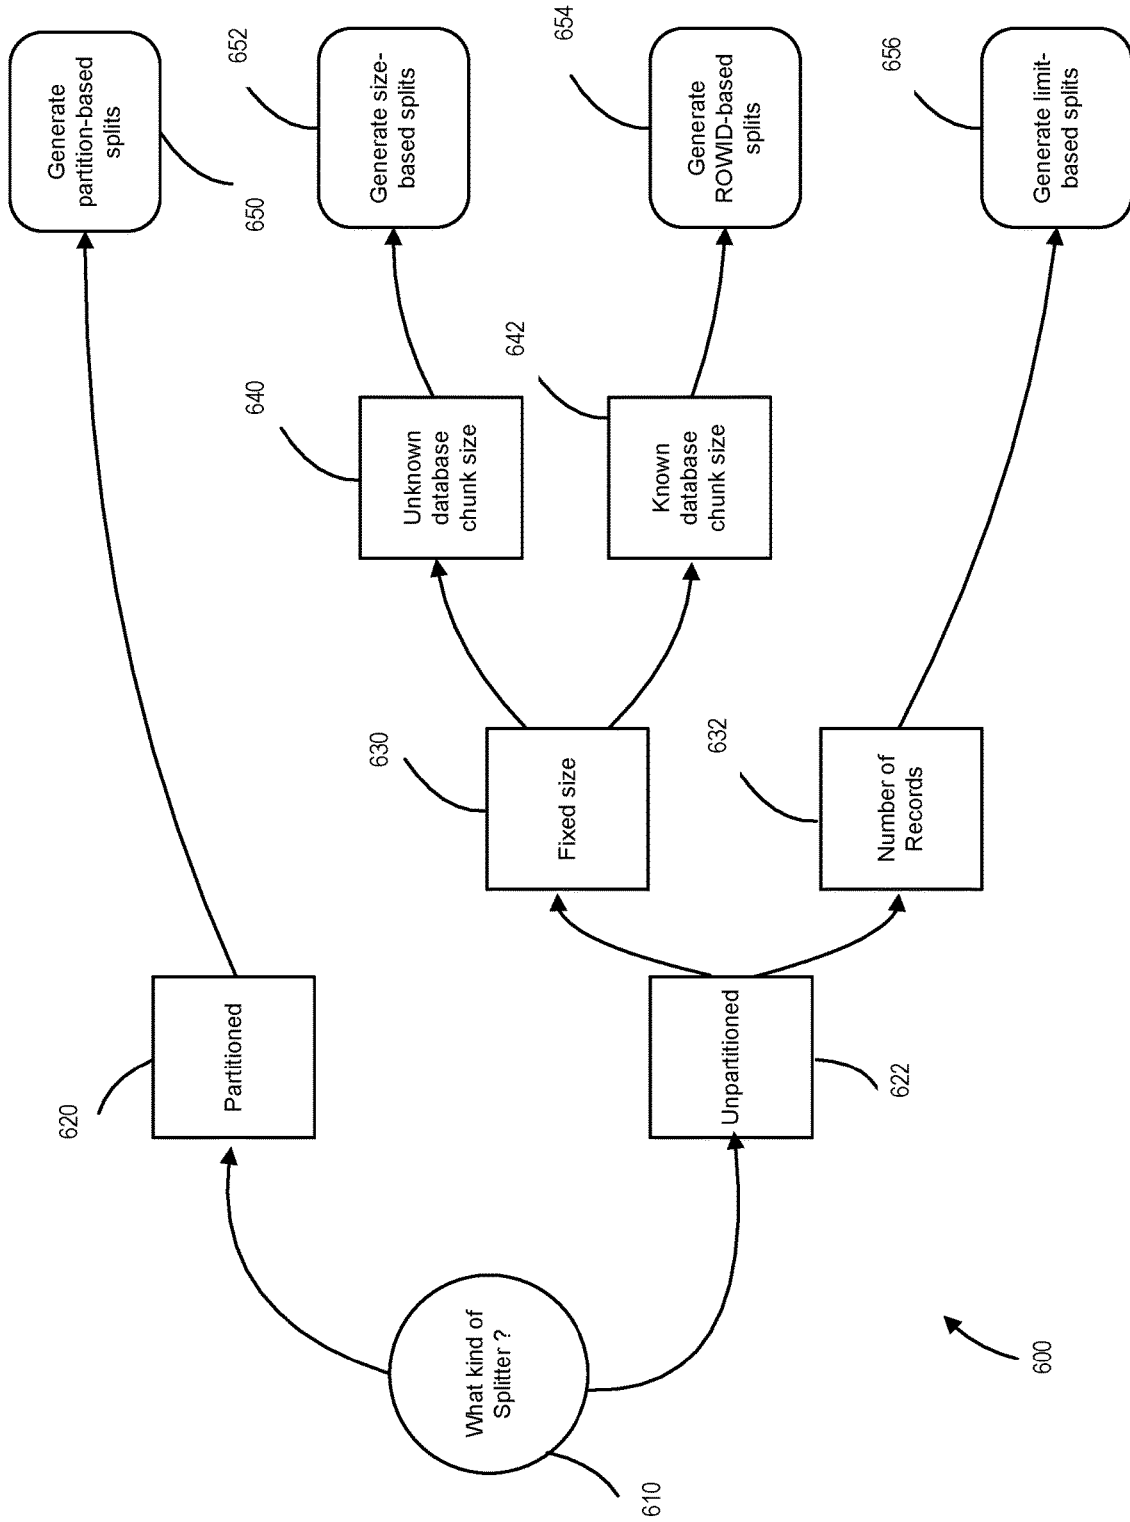 What kind of
Splitter ?
610
600
620
Partitioned
Unpartitioned
622
630
Fixed size
632
Number of
Records
640
Unknown
database
chunk size
642
Known
database
chunk size
Generate
partition-based
splits
650
652
Generate size-
based splits
654
Generate
ROWID-based
splits
656
Generate limit-
based splits